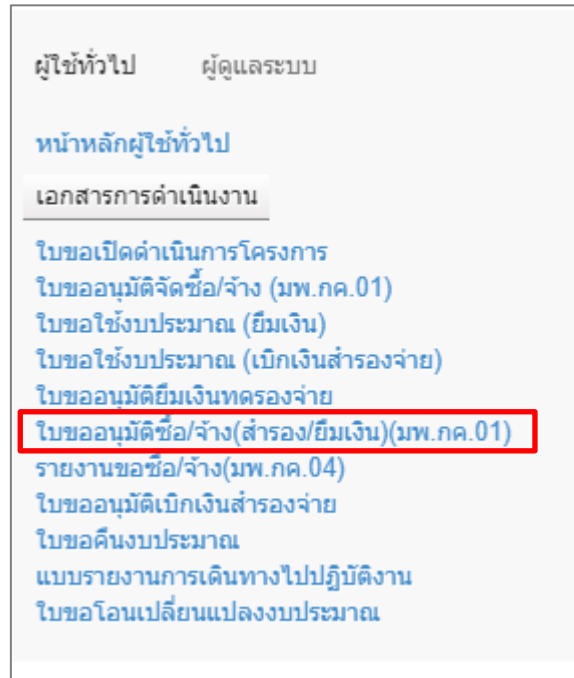 ผู้ใช้ทั่วไป ผู้ดูแลระบบ
หน้าหลักผู้ใช้ทั่วไป
เอกสารการดำเนินงาน
ใบขอเปิดดำเนินการโครงการ
ใบขออนุมัติจัดซื้อ/จ้าง (มพ.กค.01)
ใบขอใช้งบประมาณ (ยืมเงิน)
ใบขอใช้งบประมาณ (เบิกเงินสำรองจ่าย)
ใบขออนุมัติยืมเงินทดรองจ่าย
ใบขออนุมัติซื้อ/จ้าง(สำรอง/ยืมเงิน)(มพ.กค.01)
รายงานขอซื้อ/จ้าง(มพ.กค.04)
ใบขออนุมัติเบิกเงินสำรองจ่าย
ใบขอคืนงบประมาณ
แบบรายงานการเดินทางไปปฏิบัติงาน
ใบขอโอนเปลี่ยนแปลงงบประมาณ